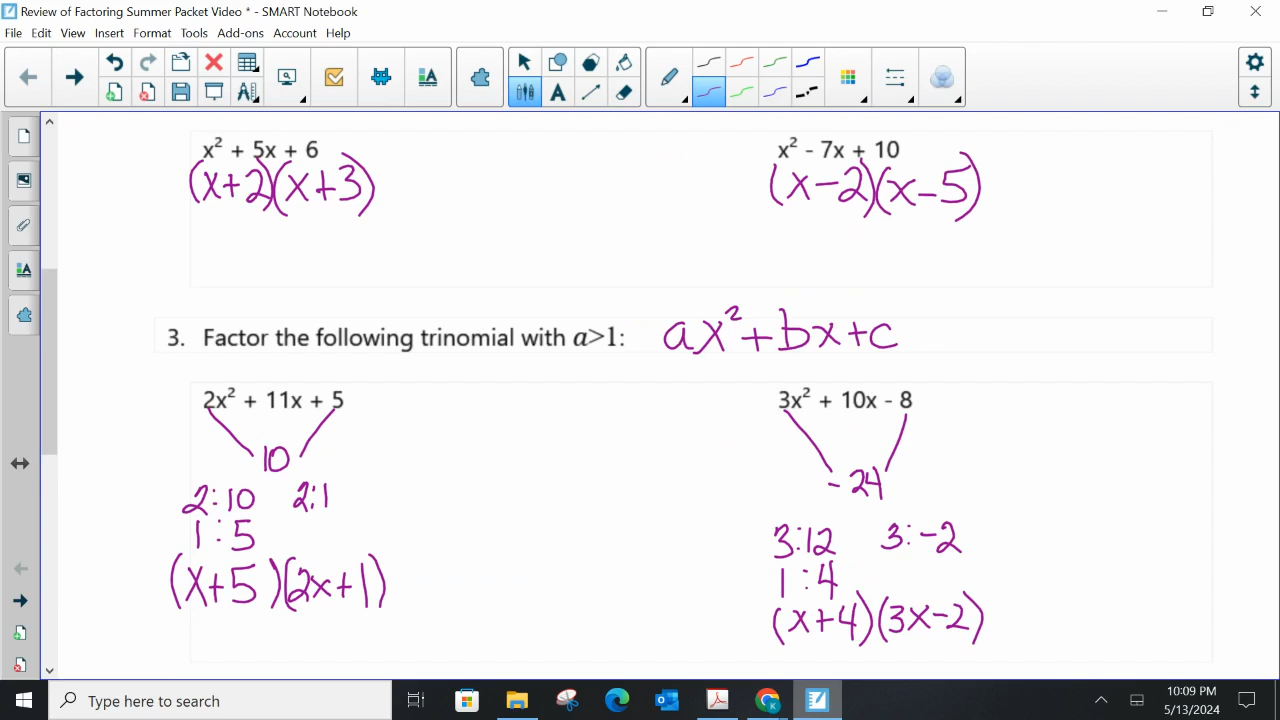 Review of Factoring Summer Packet Video * - SMART Notebook
File Edit View Insert Format Tools Add-ons Account Help
x² + 5x + 6
(x+2)(x+3)
x² - 7x + 10
(x-2)(x-5)
3. Factor the following trinomial with a>1: ax²+bx+c
2x² + 11x + 5
10
2:10 2:1
1:5
(x+5)(2x+1)
3x² + 10x - 8
-24
3:12 3:-2
1:4
(x+4)(3x-2)
Type here to search
10:09 PM
5/13/2024